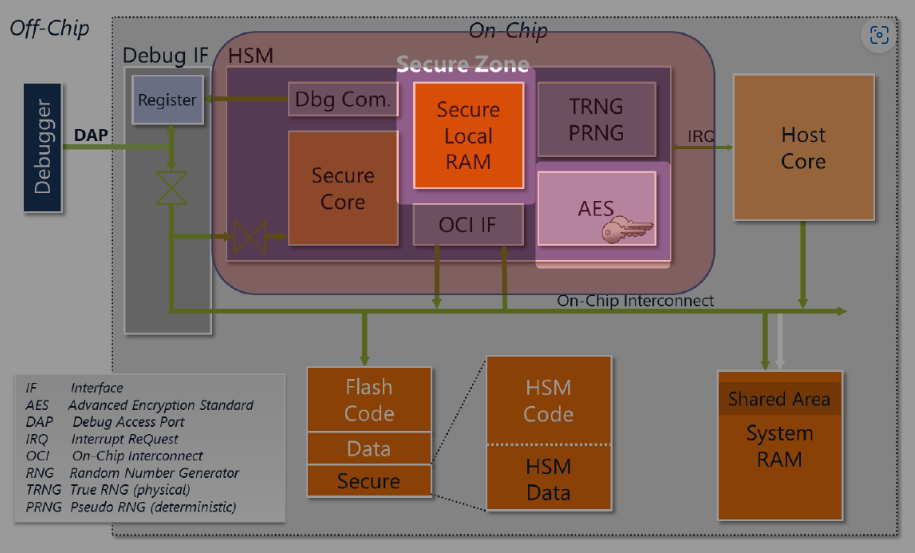 Off-Chip
On-Chip
Debug IF
HSM
Secure Zone
Debugger
DAP
Register
Dbg Com.
Secure
Core
Secure
Local
RAM
TRNG
PRNG
OCI IF
AES
IRQ
Host
Core
On-Chip Interconnect
IF Interface
AES Advanced Encryption Standard
DAP Debug Access Port
IRQ Interrupt ReQuest
OCI On-Chip Interconnect
RNG Random Number Generator
TRNG True RNG (physical)
PRNG Pseudo RNG (deterministic)
Flash
Code
Data
Secure
HSM
Code
HSM
Data
Shared Area
System
RAM